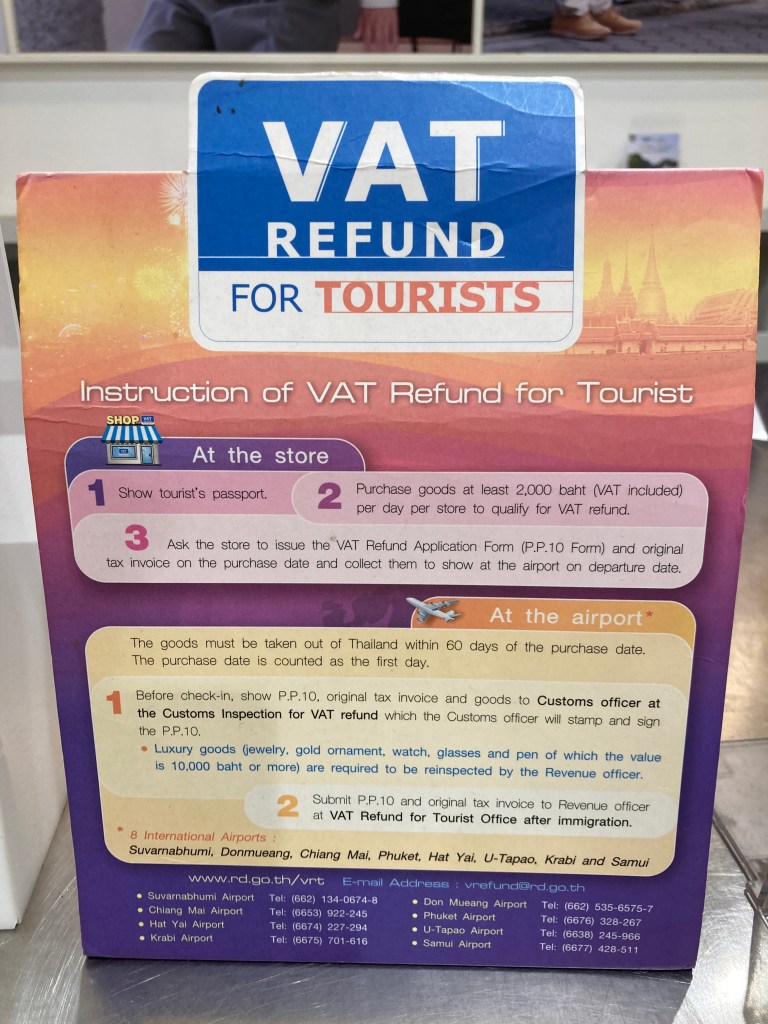 VAT
REFUND
FOR TOURISTS
Instruction of VAT Refund for Tourist
SHOP VAT
At the store
1 Show tourist's passport.
2 Purchase goods at least 2,000 baht (VAT included)
per day per store to qualify for VAT refund.
3 Ask the store to issue the VAT Refund Application Form (P.P.10 Form) and original
tax invoice on the purchase date and collect them to show at the airport on departure date.
At the airport*
The goods must be taken out of Thailand within 60 days of the purchase date.
The purchase date is counted as the first day.
1 Before check-in, show P.P.10, original tax invoice and goods to Customs officer at
the Customs Inspection for VAT refund which the Customs officer will stamp and sign
the P.P.10.
• Luxury goods (jewelry, gold ornament, watch, glasses and pen of which the value
is 10,000 baht or more) are required to be reinspected by the Revenue officer.
2 Submit P.P.10 and original tax invoice to Revenue officer
at VAT Refund for Tourist Office after immigration.
* 8 International Airports :
Suvarnabhumi, Donmueang, Chiang Mai, Phuket, Hat Yai, U-Tapao, Krabi and Samui
www.rd.go.th/vrt E-mail Address : vrefund@rd.go.th
• Suvarnabhumi Airport Tel: (662) 134-0674-8
• Chiang Mai Airport Tel: (6653) 922-245
• Hat Yai Airport Tel: (6674) 227-294
• Krabi Airport Tel: (6675) 701-616
• Don Mueang Airport Tel: (662) 535-6575-7
• Phuket Airport Tel: (6676) 328-267
• U-Tapao Airport Tel: (6638) 245-966
• Samui Airport Tel: (6677) 428-511